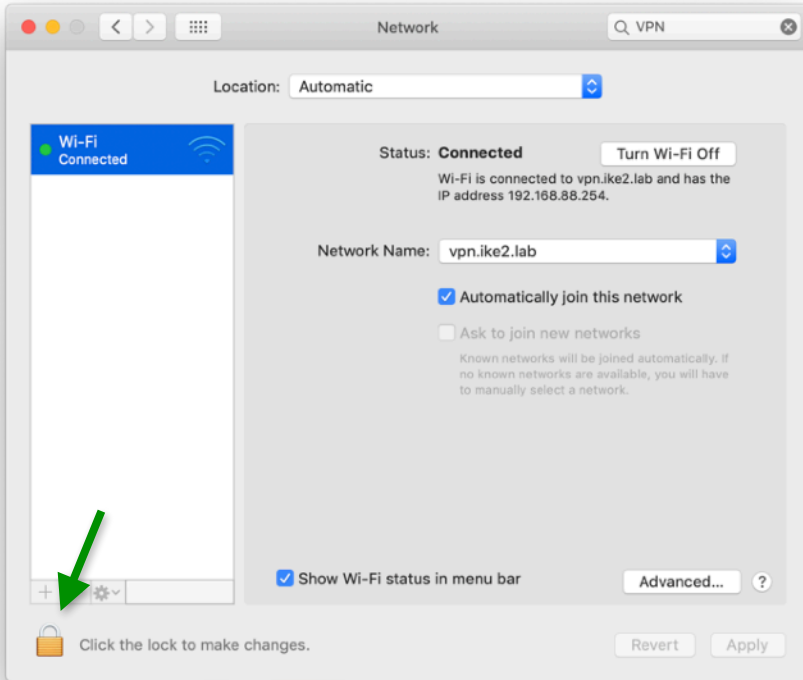 Network
VPN
Location: Automatic
Wi-Fi
Connected
Status: Connected
Turn Wi-Fi Off
Wi-Fi is connected to vpn.ike2.lab and has the
IP address 192.168.88.254.
Network Name: vpn.ike2.lab
Automatically join this network
Ask to join new networks
Known networks will be joined automatically. If
no known networks are available, you will have
to manually select a network.
Show Wi-Fi status in menu bar
Advanced... ?
Click the lock to make changes.
Revert Apply